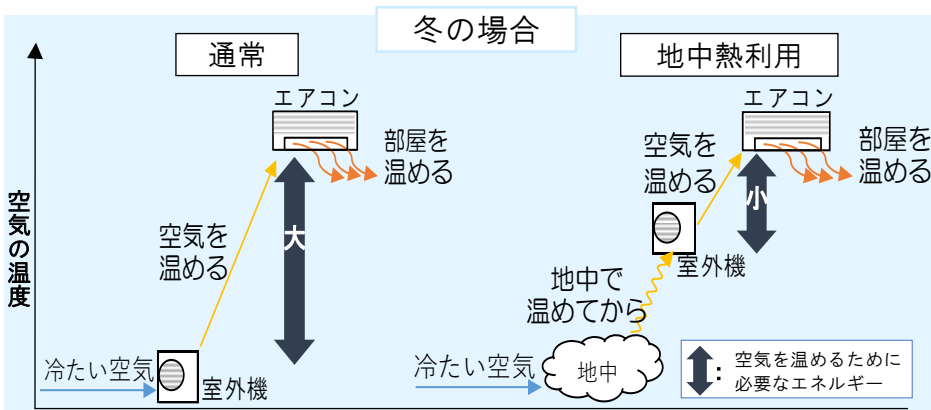 冬の場合
通常
エアコン
部屋を
温める
空気を
温める
大
冷たい空気
室外機
空気の温度
地中熱利用
エアコン
部屋を
温める
空気を
温める
小
室外機
地中で
温めてから
冷たい空気
地中
：空気を温めるために
必要なエネルギー